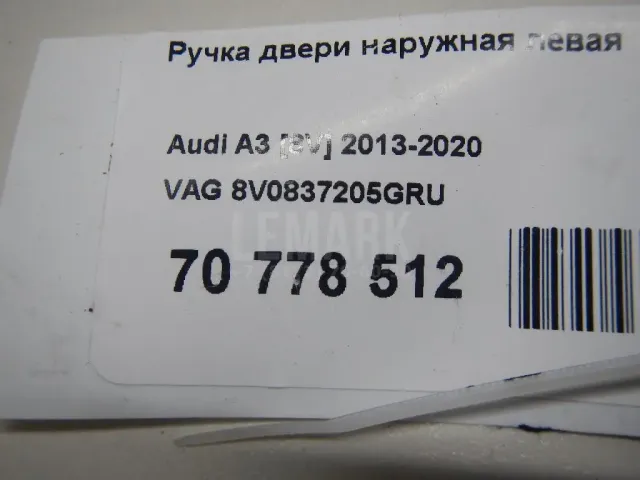 Ручка двери наружная левая
Audi A3 [8V] 2013-2020
VAG 8V0837205GRU
LEMARK
70 778 512